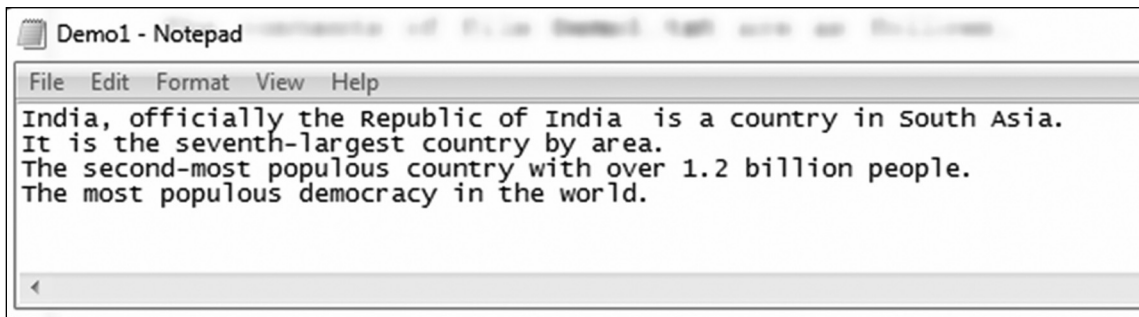 Demo1 - Notepad
File Edit Format View Help
India, officially the Republic of India  is a country in South Asia.
It is the seventh-largest country by area.
The second-most populous country with over 1.2 billion people.
The most populous democracy in the world.